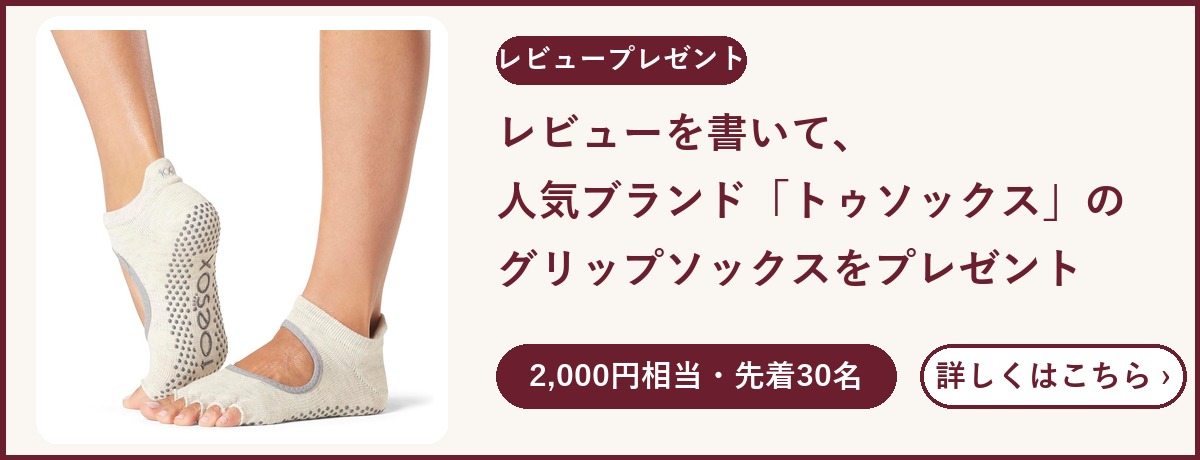 レビュープレゼント
レビューを書いて、
人気ブランド「トゥソックス」の
グリップソックスをプレゼント
2,000円相当・先着30名
詳しくはこちら ›
toesox